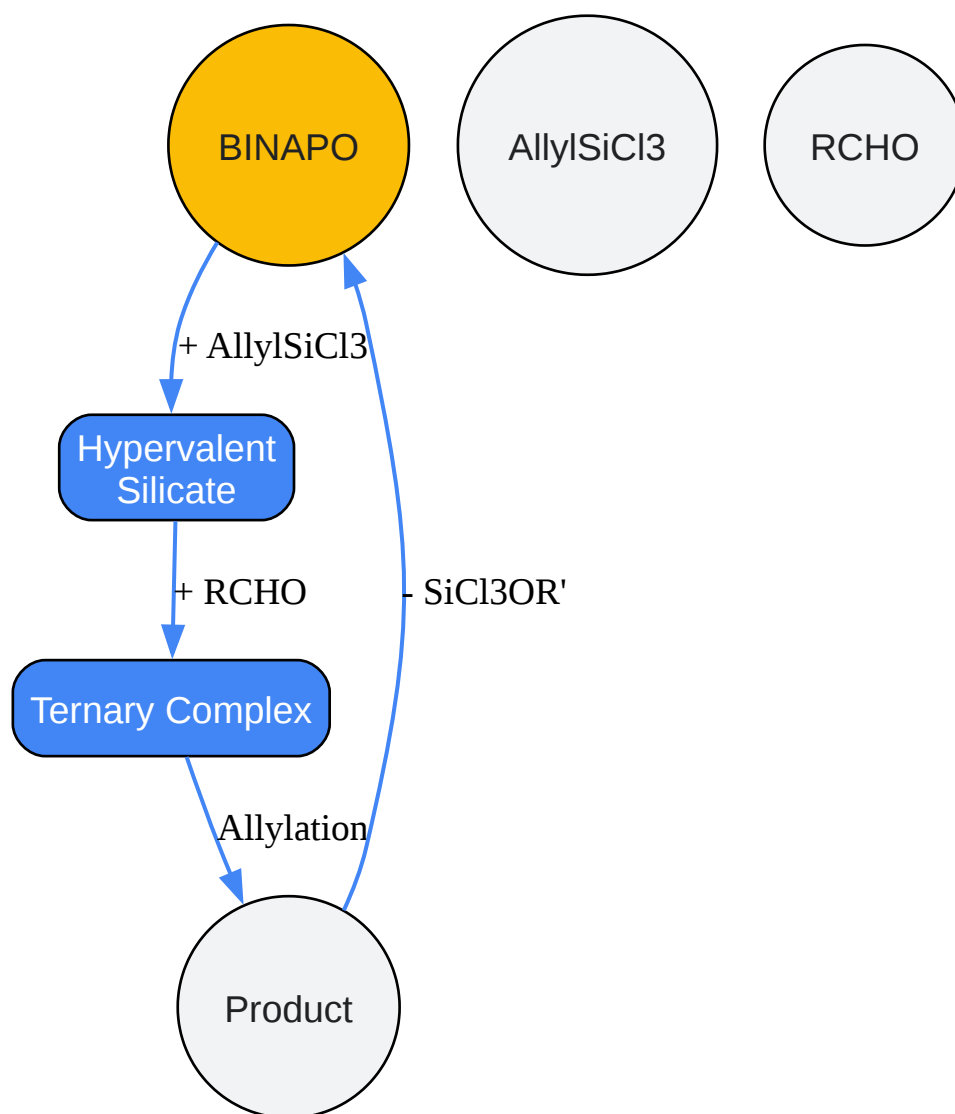 BINAPO
AllylSiCl3
RCHO
+ AllylSiCl3
Hypervalent
Silicate
+ RCHO
- SiCl3OR'
Ternary Complex
Allylation
Product